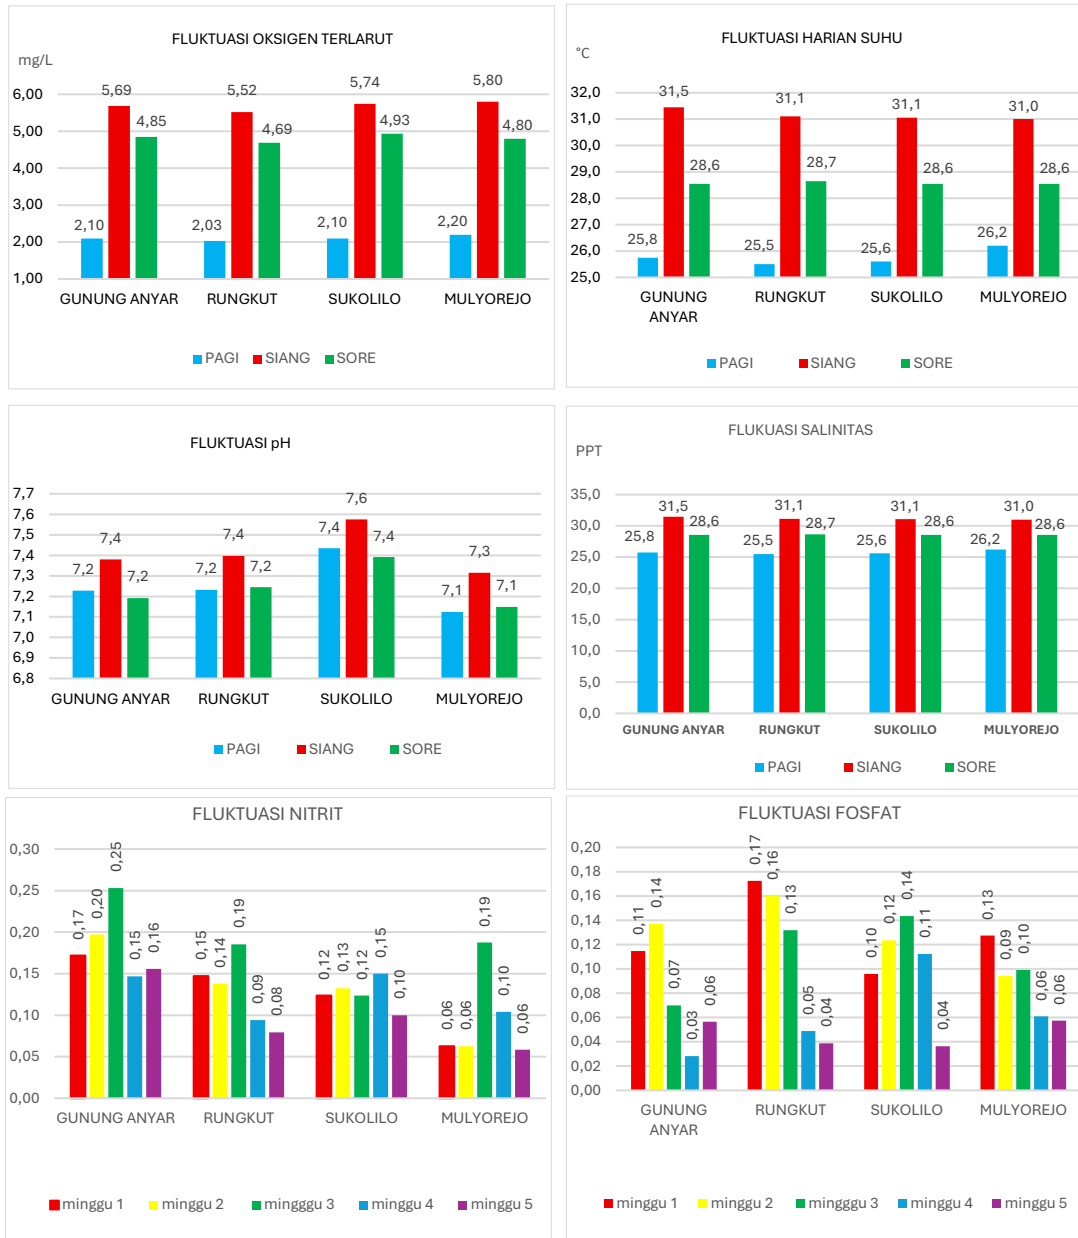 FLUKTUASI OKSIGEN TERLARUT
mg/L
6,00
5,00
4,00
3,00
2,00
1,00
2,10
5,69
4,85
2,03
5,52
4,69
2,10
5,74
4,93
2,20
5,80
4,80
GUNUNG ANYAR
RUNGKUT
SUKOLILO
MULYOREJO
PAGI
SIANG
SORE
FLUKTUASI HARIAN SUHU
°C
32,0
31,0
30,0
29,0
28,0
27,0
26,0
25,0
25,8
31,5
28,6
25,5
31,1
28,7
25,6
31,1
28,6
26,2
31,0
28,6
GUNUNG
ANYAR
RUNGKUT
SUKOLILO
MULYOREJO
PAGI
SIANG
SORE
FLUKTUASI pH
7,7
7,6
7,5
7,4
7,3
7,2
7,1
7,0
6,9
6,8
7,2
7,4
7,2
7,2
7,4
7,2
7,4
7,6
7,4
7,1
7,3
7,1
GUNUNG ANYAR
RUNGKUT
SUKOLILO
MULYOREJO
PAGI
SIANG
SORE
FLUKUASI SALINITAS
PPT
35,0
30,0
25,0
20,0
15,0
10,0
5,0
0,0
25,8
31,5
28,6
25,5
31,1
28,7
25,6
31,1
28,6
26,2
31,0
28,6
GUNUNG ANYAR
RUNGKUT
SUKOLILO
MULYOREJO
PAGI
SIANG
SORE
FLUKTUASI NITRIT
0,30
0,25
0,20
0,15
0,10
0,05
0,00
0,17
0,20
0,25
0,15
0,16
0,15
0,14
0,19
0,09
0,08
0,12
0,13
0,12
0,15
0,10
0,06
0,06
0,19
0,10
0,06
GUNUNG ANYAR
RUNGKUT
SUKOLILO
MULYOREJO
minggu 1
minggu 2
mingggu 3
minggu 4
minggu 5
FLUKTUASI FOSFAT
0,20
0,18
0,16
0,14
0,12
0,10
0,08
0,06
0,04
0,02
0,00
0,11
0,14
0,07
0,03
0,06
0,17
0,16
0,13
0,05
0,04
0,10
0,12
0,14
0,11
0,04
0,13
0,09
0,10
0,06
0,06
GUNUNG
ANYAR
RUNGKUT
SUKOLILO
MULYOREJO
minggu 1
minggu 2
mingggu 3
minggu 4
minggu 5